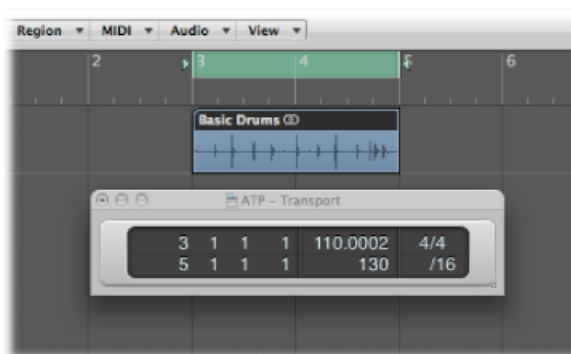 Region MIDI Audio View
2 3 4 5 6
Basic Drums
ATP – Transport
3 1 1 1 110.0002 4/4
5 1 1 1 130 /16